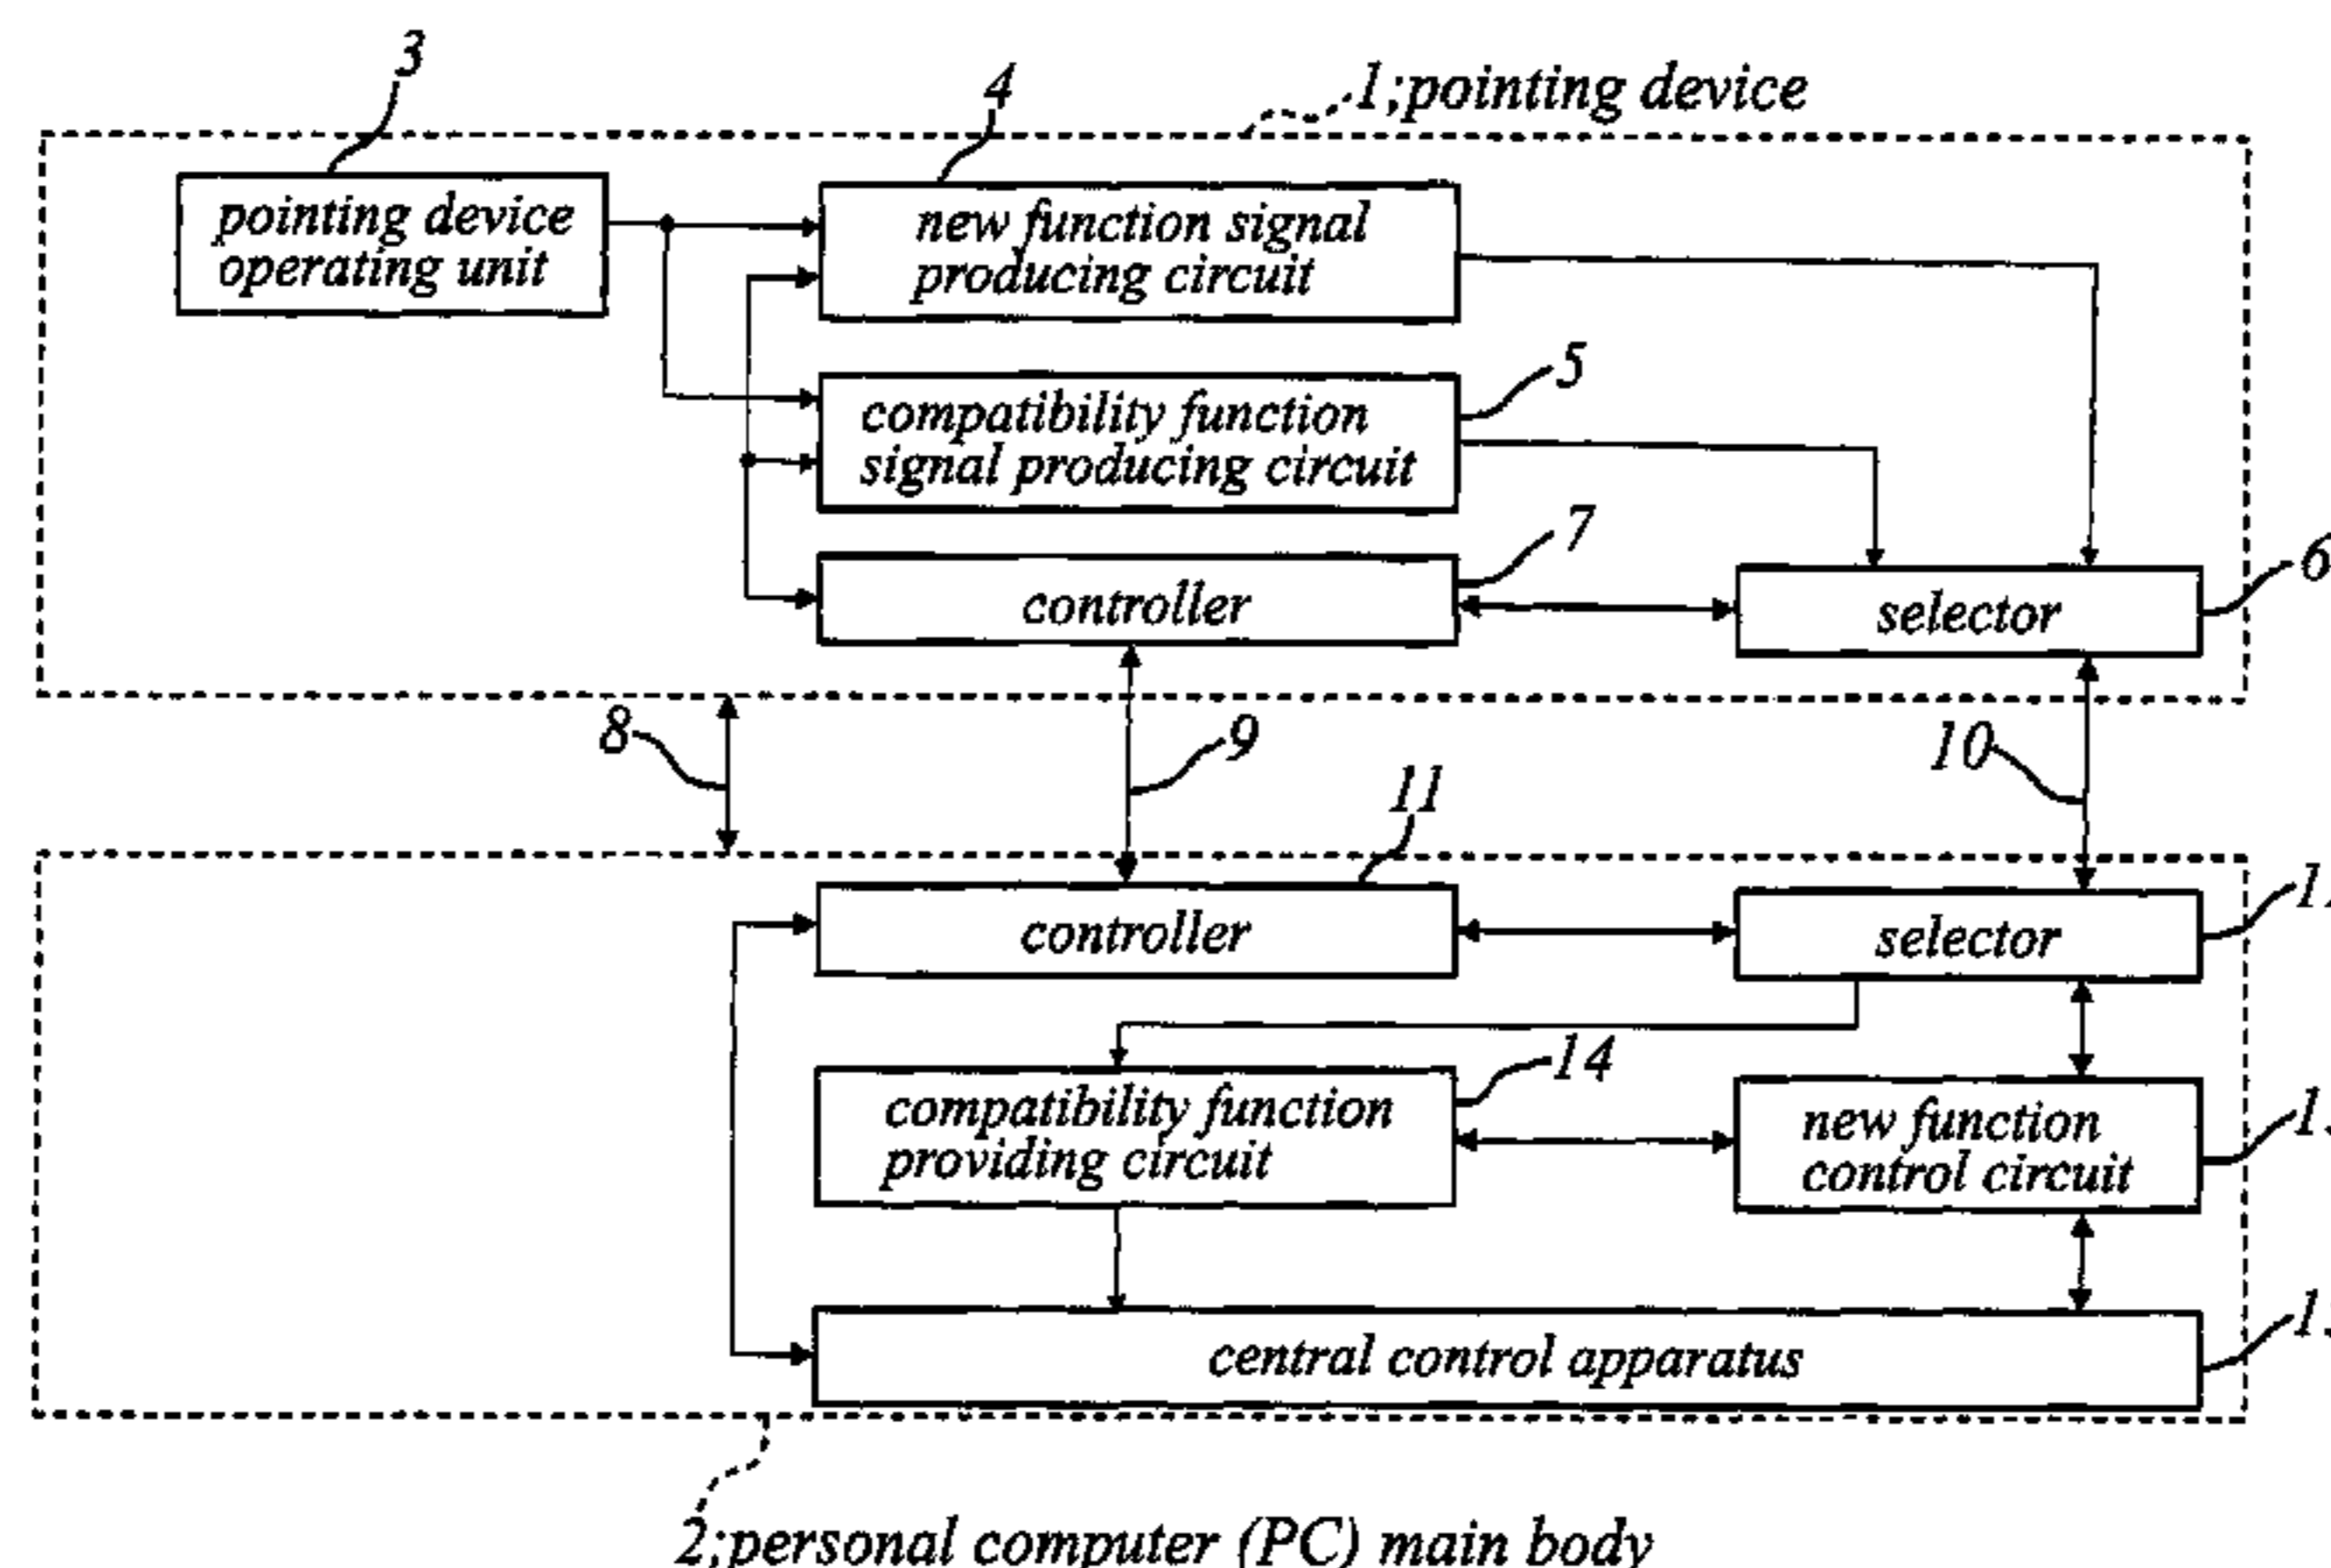 3
4
1;pointing device
pointing device
operating unit
new function signal
producing circuit
5
compatibility function
signal producing circuit
7
controller
6
selector
8
9
10
11
controller
selector
14
compatibility function
providing circuit
new function
control circuit
central control apparatus
2;personal computer (PC) main body